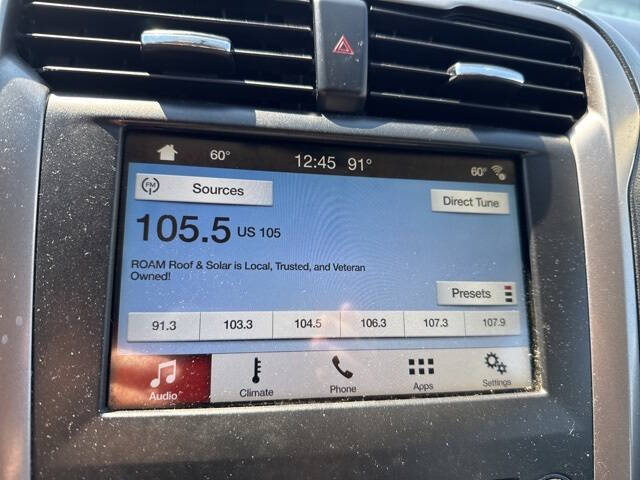 60° 12:45 91° 60°
FM Sources
Direct Tune
105.5 US 105
ROAM Roof & Solar is Local, Trusted, and Veteran
Owned!
Presets
91.3 103.3 104.5 106.3 107.3 107.9
Audio Climate Phone Apps Settings